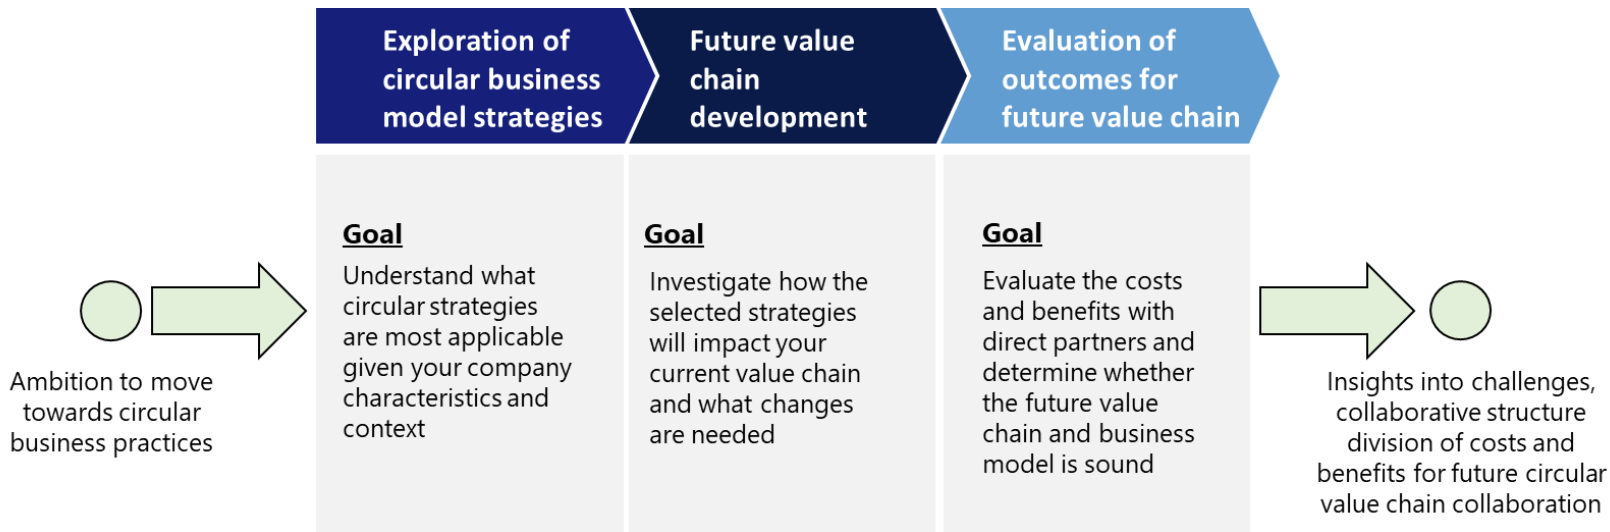 Exploration of
circular business
model strategies
Future value
chain
development
Evaluation of
outcomes for
future value chain
Ambition to move
towards circular
business practices
Goal
Understand what
circular strategies
are most applicable
given your company
characteristics and
context
Goal
Investigate how the
selected strategies
will impact your
current value chain
and what changes
are needed
Goal
Evaluate the costs
and benefits with
direct partners and
determine whether
the future value
chain and business
model is sound
Insights into challenges,
collaborative structure
division of costs and
benefits for future circular
value chain collaboration